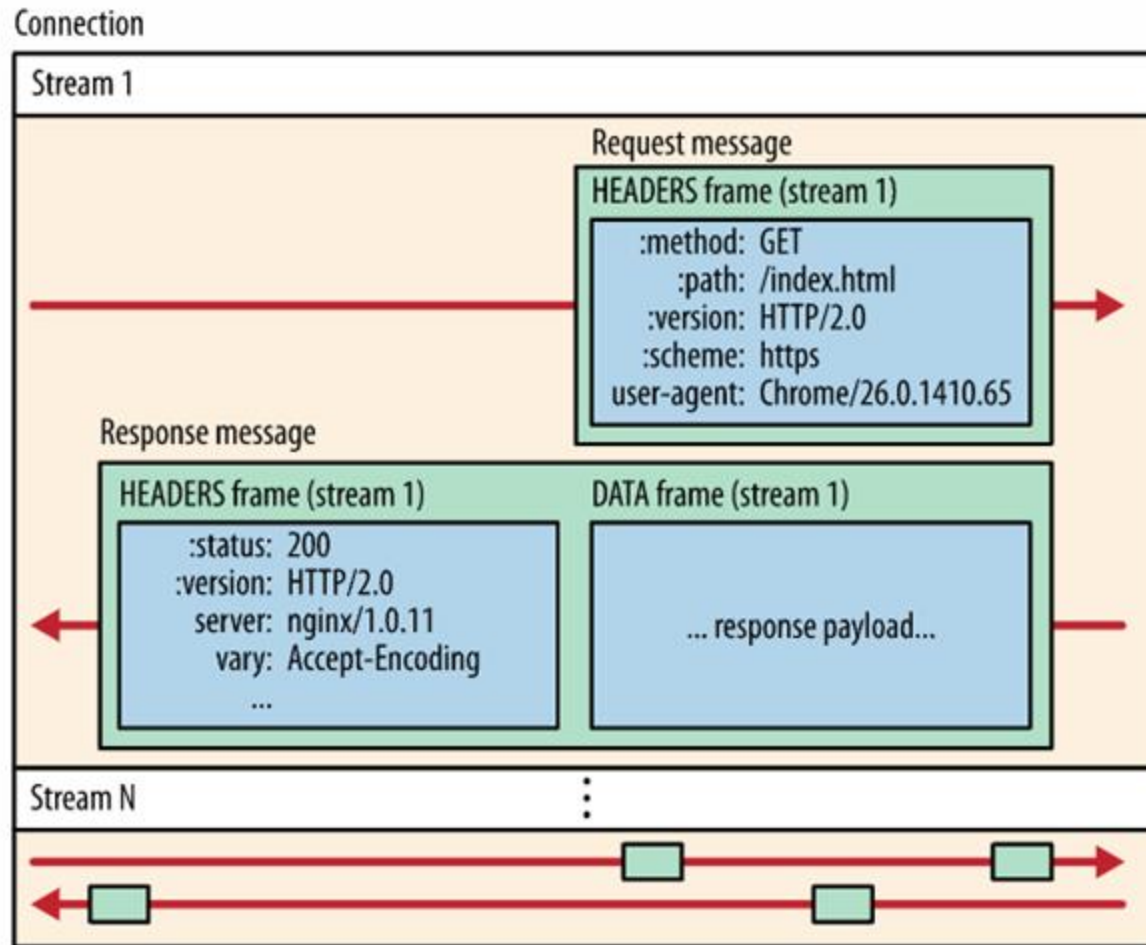 Connection
Stream 1
Request message
HEADERS frame (stream 1)
:method: GET
:path: /index.html
:version: HTTP/2.0
:scheme: https
user-agent: Chrome/26.0.1410.65
Response message
HEADERS frame (stream 1)
:status: 200
:version: HTTP/2.0
server: nginx/1.0.11
vary: Accept-Encoding
...
DATA frame (stream 1)
... response payload...
Stream N